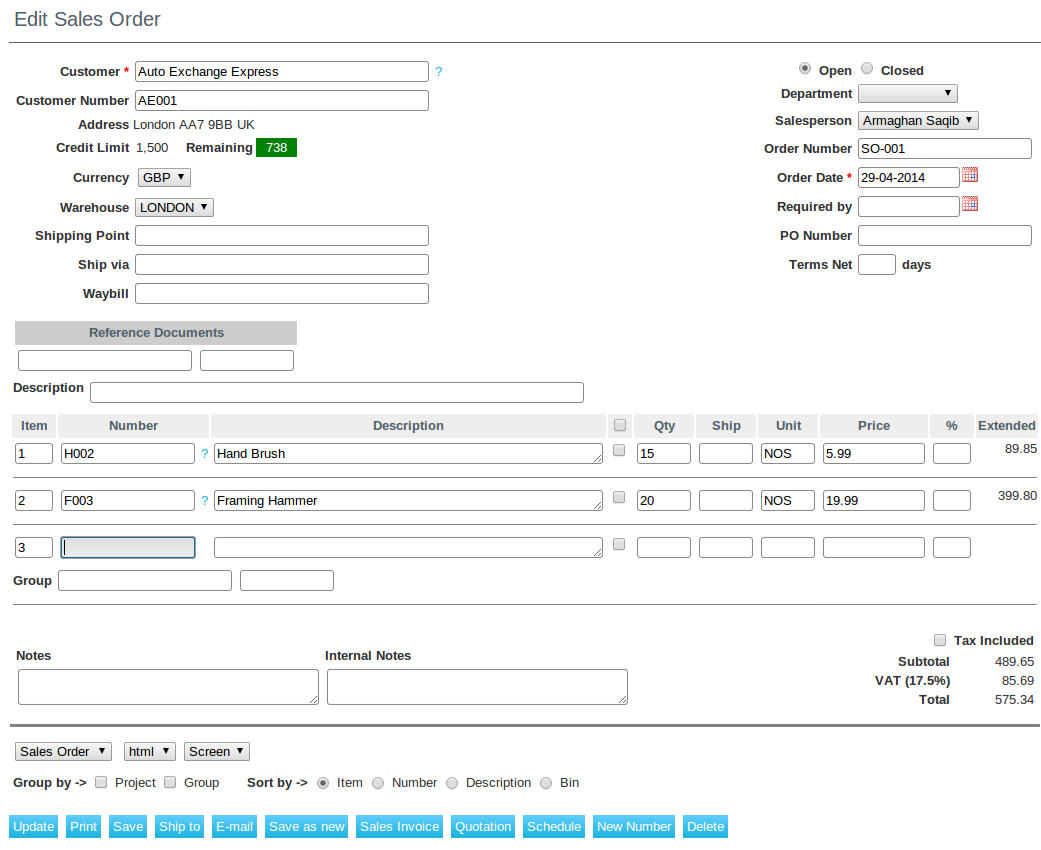 Edit Sales Order
Customer * Auto Exchange Express ?
Customer Number AE001
Address London AA7 9BB UK
Credit Limit 1,500 Remaining 738
Currency GBP
Warehouse LONDON
Shipping Point
Ship via
Waybill
Open Closed
Department
Salesperson Armaghan Saqib
Order Number SO-001
Order Date * 29-04-2014
Required by
PO Number
Terms Net days
Reference Documents
Description
Item Number Description Qty Ship Unit Price % Extended
1 H002 ? Hand Brush 15 NOS 5.99 89.85
2 F003 ? Framing Hammer 20 NOS 19.99 399.80
3
Group
Notes Internal Notes
Tax Included
Subtotal 489.65
VAT (17.5%) 85.69
Total 575.34
Sales Order html Screen
Group by -> Project Group Sort by -> Item Number Description Bin
Update Print Save Ship to E-mail Save as new Sales Invoice Quotation Schedule New Number Delete